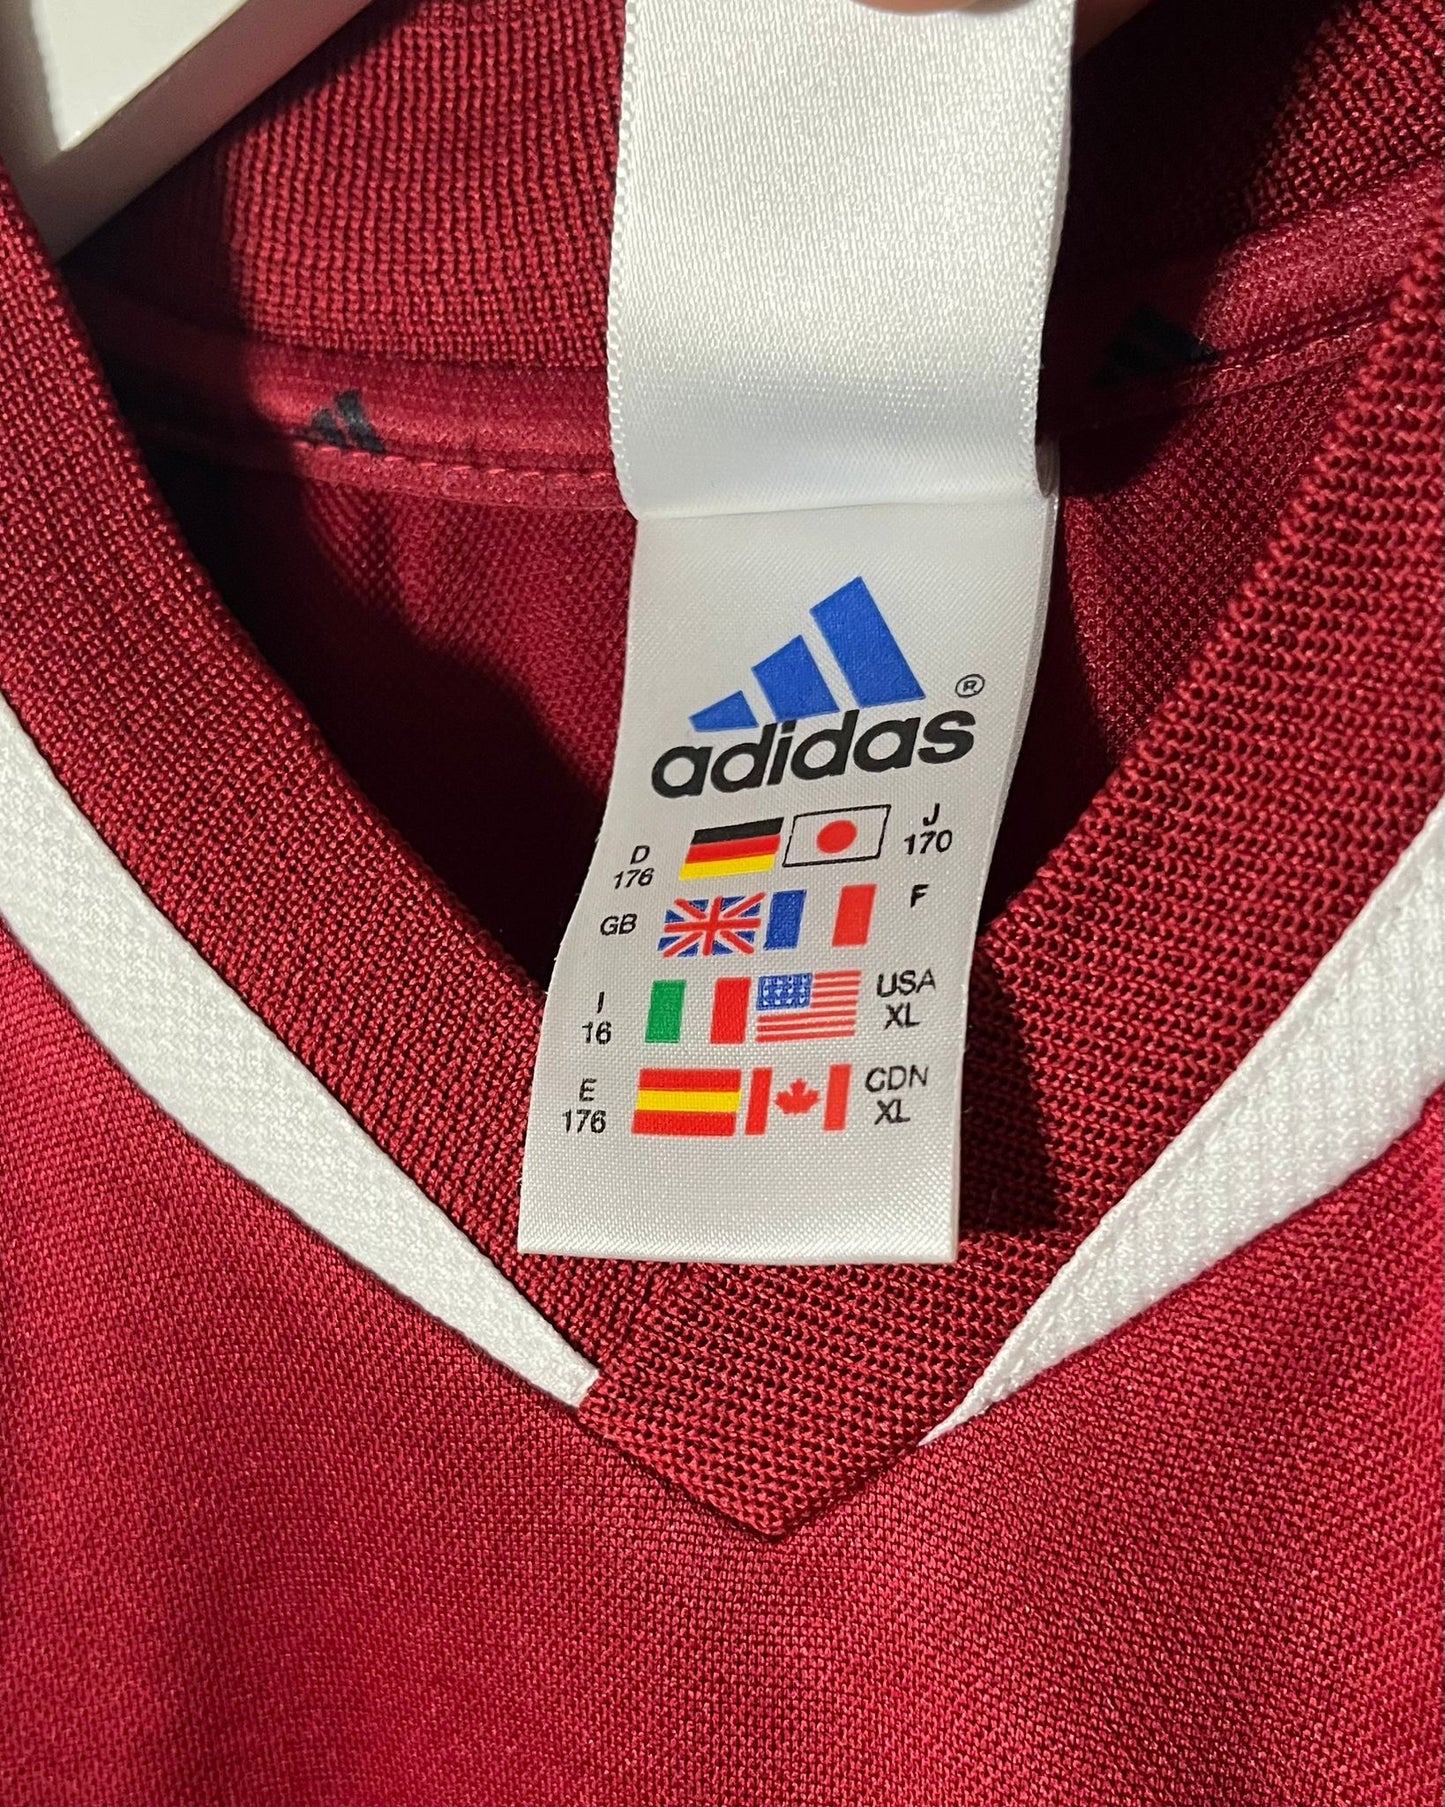 adidas ®
D J
176 170
GB F
I USA
16 XL
E CDN
176 XL